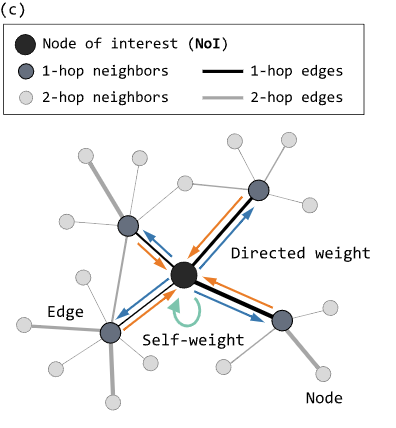 (c)
Node of interest (NoI)
1-hop neighbors 1-hop edges
2-hop neighbors 2-hop edges
Directed weight
Edge
Self-weight
Node